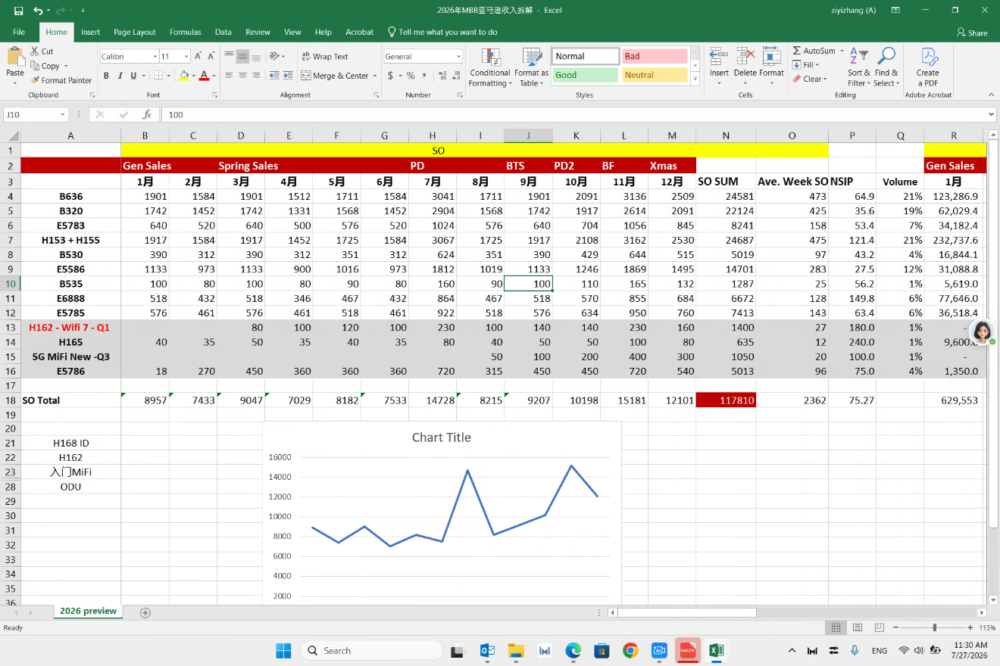 2026年MBB亚马逊收入拆解 - Excel
ziyizhang (A)
File Home Insert Page Layout Formulas Data Review View Help Acrobat Tell me what you want to do Share
Paste
Cut
Copy
Format Painter
Clipboard
Calibri 11
B I U
Font
Wrap Text
Merge & Center
Alignment
General
$ % ,
Number
Conditional Formatting
Format as Table
Normal Bad
Good Neutral
Styles
Insert Delete Format
Cells
AutoSum
Fill
Clear
Sort & Filter
Find & Select
Editing
Create a PDF
Adobe Acrobat
J10 fx 100
A B C D E F G H I J K L M N O P Q R
1 SO
2 Gen Sales Spring Sales PD BTS PD2 BF Xmas Gen Sales
3 1月 2月 3月 4月 5月 6月 7月 8月 9月 10月 11月 12月 SO SUM Ave. Week SO NSIP Volume 1月
4 B636 1901 1584 1901 1512 1711 1584 3041 1711 1901 2091 3136 2509 24581 473 64.9 21% 123,286.9
5 B320 1742 1452 1742 1331 1568 1452 2904 1568 1742 1917 2614 2091 22124 425 35.6 19% 62,029.4
6 E5783 640 520 640 500 576 520 1024 576 640 704 1056 845 8241 158 53.4 7% 34,182.4
7 H153 + H155 1917 1584 1917 1452 1725 1584 3067 1725 1917 2108 3162 2530 24687 475 121.4 21% 232,737.6
8 B530 390 312 390 312 351 312 624 351 390 429 644 515 5019 97 43.2 4% 16,844.1
9 E5586 1133 973 1133 900 1016 973 1812 1019 1133 1246 1869 1495 14701 283 27.5 12% 31,088.8
10 B535 100 80 100 80 90 80 160 90 100 110 165 132 1287 25 56.2 1% 5,619.0
11 E6888 518 432 518 346 467 432 864 467 518 570 855 684 6672 128 149.8 6% 77,646.0
12 E5785 576 461 576 461 518 461 922 518 576 634 950 760 7413 143 63.4 6% 36,518.4
13 H162 - Wifi 7 - Q1 80 100 120 100 230 100 140 140 230 160 1400 27 180.0 1% -
14 H165 40 35 50 35 40 35 80 40 50 50 100 80 635 12 240.0 1% 9,600.
15 5G MiFi New -Q3 50 100 200 400 300 1050 20 100.0 1% -
16 E5786 18 270 450 360 360 360 720 315 450 450 720 540 5013 96 75.0 4% 1,350.0
17
18 SO Total 8957 7433 9047 7029 8182 7533 14728 8215 9207 10198 15181 12101 117810 2362 75.27 629,553
19
20
21 H168 ID
22 H162
23 入门MiFi
28 ODU
29
30
31
32
33
34
35
36
Chart Title
16000
14000
12000
10000
8000
6000
4000
2000
2026 preview
Ready 115%
Search
ENG
11:30 AM
7/27/2026